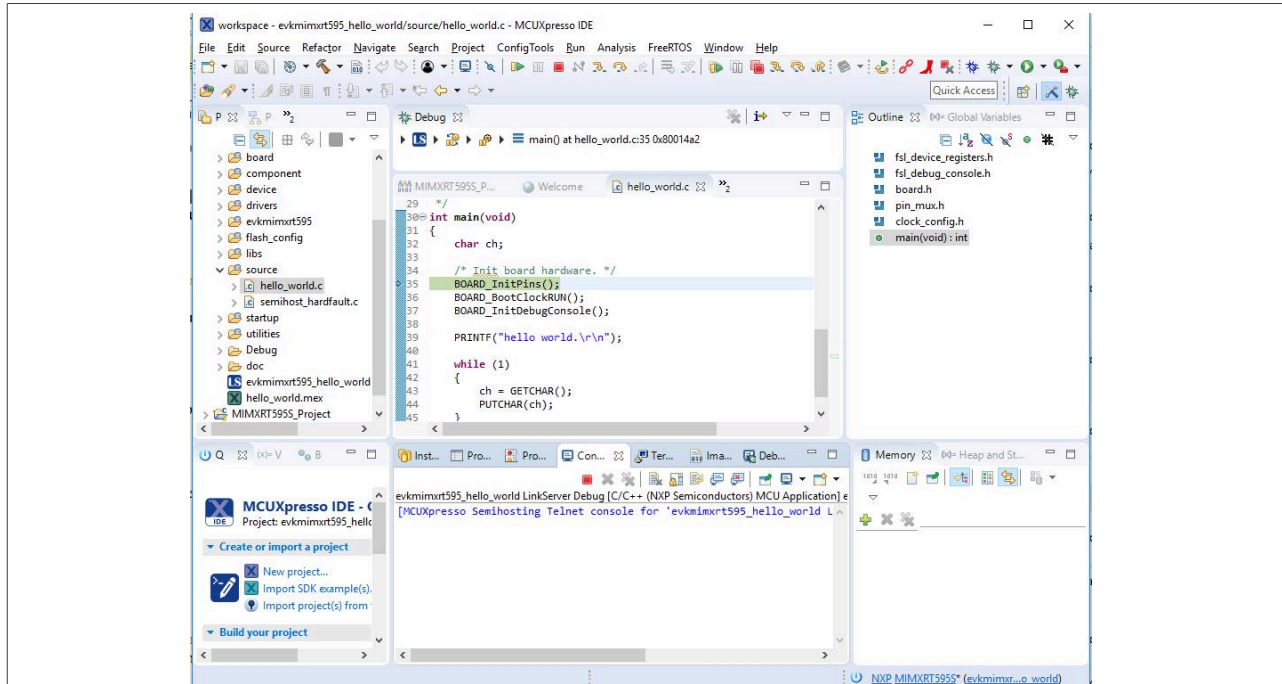 workspace - evkmimxrt595_hello_world/source/hello_world.c - MCUXpresso IDE
File Edit Source Refactor Navigate Search Project ConfigTools Run Analysis FreeRTOS Window Help
Quick Access
P P »2
board
component
device
drivers
evkmimxrt595
flash_config
libs
source
hello_world.c
semihost_hardfault.c
startup
utilities
Debug
doc
evkmimxrt595_hello_world
hello_world.mex
MIMXRT595S_Project
Debug
main() at hello_world.c:35 0x80014a2
MIMXRT595S_P... Welcome hello_world.c »2
29 */
30 int main(void)
31 {
32 char ch;
33
34 /* Init board hardware. */
35 BOARD_InitPins();
36 BOARD_BootClockRUN();
37 BOARD_InitDebugConsole();
38
39 PRINTF("hello world.\r\n");
40
41 while (1)
42 {
43 ch = GETCHAR();
44 PUTCHAR(ch);
45 }
Outline (x)= Global Variables
fsl_device_registers.h
fsl_debug_console.h
board.h
pin_mux.h
clock_config.h
main(void) : int
Q (x)= V B
MCUXpresso IDE - 
IDE
Project: evkmimxrt595_hello
Create or import a project
New project...
Import SDK example(s).
Import project(s) from
Build your project
Inst... Pro... Pro... Con... Ter... Ima... Deb...
evkmimxrt595_hello_world LinkServer Debug [C/C++ (NXP Semiconductors) MCU Application] e
[MCUXpresso Semihosting Telnet console for 'evkmimxrt595_hello_world L
Memory Heap and St...
NXP MIMXRT595S* (evkmimxr...o_world)